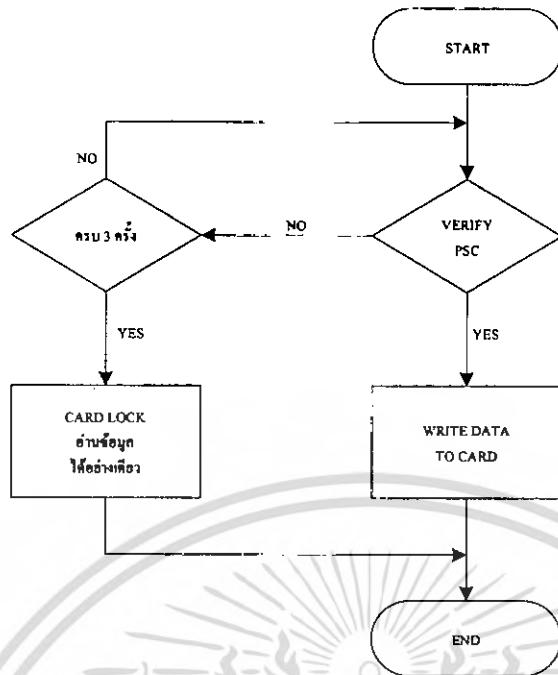 START
NO
ครบ 3 ครั้ง
NO
VERIFY
PSC
YES
YES
CARD LOCK
อ่านข้อมูล
ได้อย่างเดียว
WRITE DATA
TO CARD
END